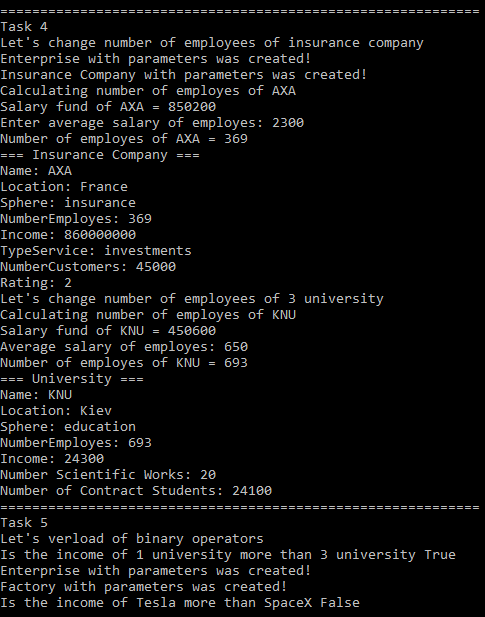 ============================================================
Task 4
Let's change number of employees of insurance company
Enterprise with parameters was created!
Insurance Company with parameters was created!
Calculating number of employes of AXA
Salary fund of AXA = 850200
Enter average salary of employes: 2300
Number of employes of AXA = 369
=== Insurance Company ===
Name: AXA
Location: France
Sphere: insurance
NumberEmployes: 369
Income: 860000000
TypeService: investments
NumberCustomers: 45000
Rating: 2
Let's change number of employees of 3 university
Calculating number of employes of KNU
Salary fund of KNU = 450600
Average salary of employes: 650
Number of employes of KNU = 693
=== University ===
Name: KNU
Location: Kiev
Sphere: education
NumberEmployes: 693
Income: 24300
Number Scientific Works: 20
Number of Contract Students: 24100
============================================================
Task 5
Let's verload of binary operators
Is the income of 1 university more than 3 university True
Enterprise with parameters was created!
Factory with parameters was created!
Is the income of Tesla more than SpaceX False